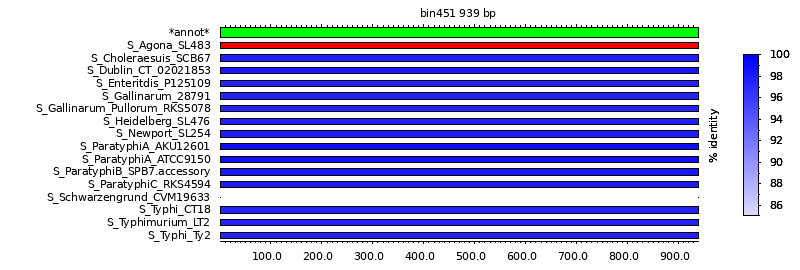 bin451 939 bp
*annot*
S_Agona_SL483
S_Choleraesuis_SCB67
S_Dublin_CT_02021853
S_Enteritdis_P125109
S_Gallinarum_28791
S_Gallinarum_Pullorum_RKS5078
S_Heidelberg_SL476
S_Newport_SL254
S_ParatyphiA_AKU12601
S_ParatyphiA_ATCC9150
S_ParatyphiB_SPB7.accessory
S_ParatyphiC_RKS4594
S_Schwarzengrund_CVM19633
S_Typhi_CT18
S_Typhimurium_LT2
S_Typhi_Ty2
100.0 200.0 300.0 400.0 500.0 600.0 700.0 800.0 900.0
% identity
100
98
96
94
92
90
88
86